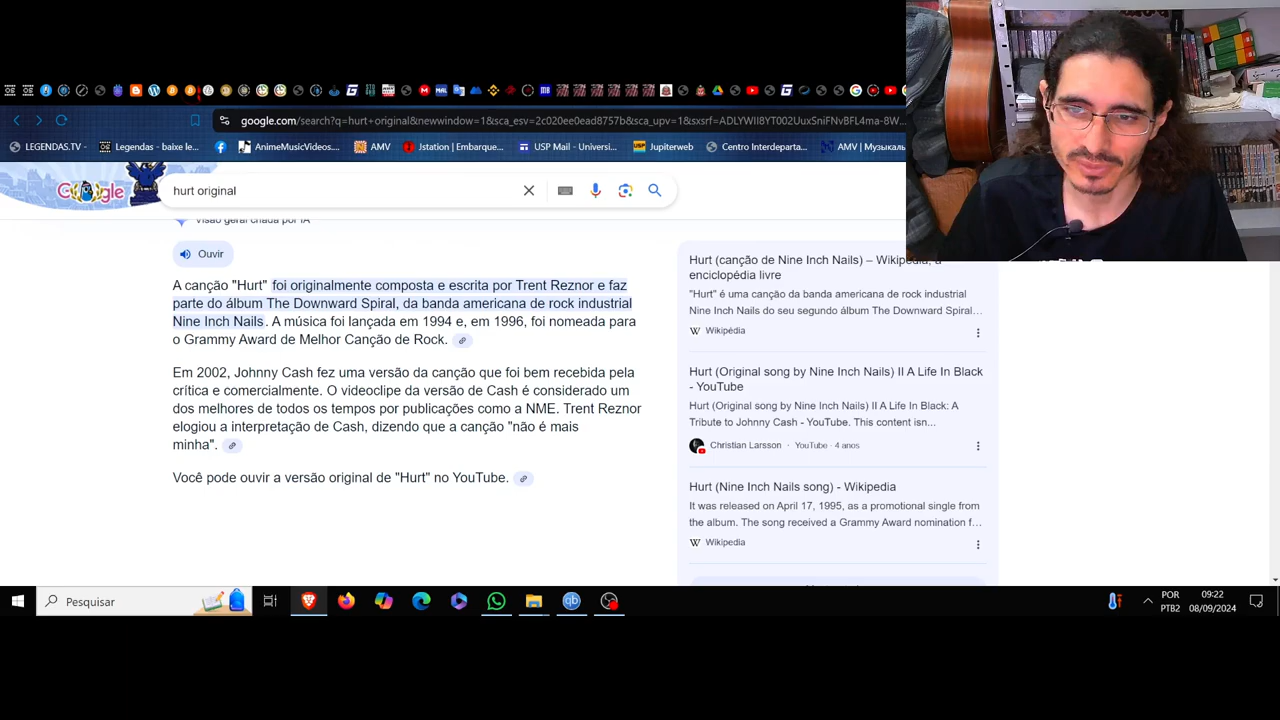 google.com/search?q=hurt+original&newwindow=1&sca_esv=2c020ee0ead8757b&sca_upv=1&sxsrf=ADLYWII8YT002UuxSniFNvBFL4ma-8W...
LEGENDAS.TV
Legendas - baixe le...
AnimeMusicVideos...
AMV
Jstation | Embarque...
USP Mail - Universi...
Jupiterweb
Centro Interdeparta...
AMV | Музыкаль
Google
hurt original
Visão geral criada por IA
Ouvir
A canção "Hurt" foi originalmente composta e escrita por Trent Reznor e faz
parte do álbum The Downward Spiral, da banda americana de rock industrial
Nine Inch Nails. A música foi lançada em 1994 e, em 1996, foi nomeada para
o Grammy Award de Melhor Canção de Rock.
Em 2002, Johnny Cash fez uma versão da canção que foi bem recebida pela
crítica e comercialmente. O videoclipe da versão de Cash é considerado um
dos melhores de todos os tempos por publicações como a NME. Trent Reznor
elogiou a interpretação de Cash, dizendo que a canção "não é mais
minha".
Você pode ouvir a versão original de "Hurt" no YouTube.
Hurt (canção de Nine Inch Nails) – Wikipédia, a
enciclopédia livre
"Hurt" é uma canção da banda americana de rock industrial
Nine Inch Nails do seu segundo álbum The Downward Spiral...
Wikipédia
Hurt (Original song by Nine Inch Nails) II A Life In Black
- YouTube
Hurt (Original song by Nine Inch Nails) II A Life In Black: A
Tribute to Johnny Cash - YouTube. This content isn...
Christian Larsson · YouTube · 4 anos
Hurt (Nine Inch Nails song) - Wikipedia
It was released on April 17, 1995, as a promotional single from
the album. The song received a Grammy Award nomination f...
Wikipedia
Pesquisar
POR
PTB2
09:22
08/09/2024